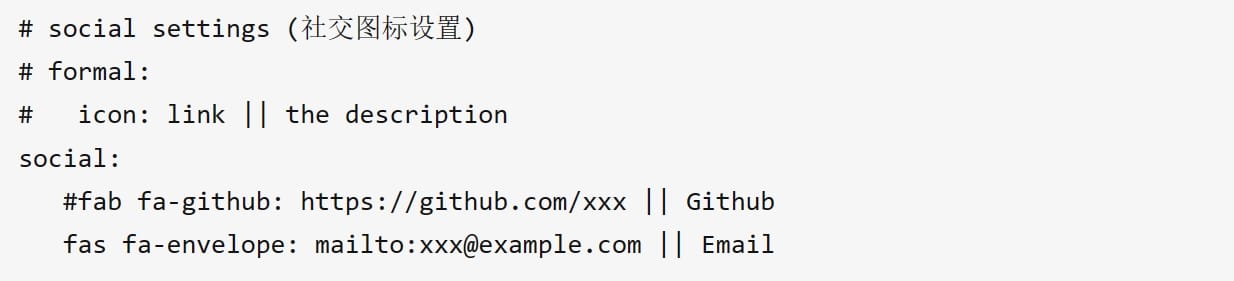 # social settings (社交图标设置)
# formal:
#   icon: link || the description
social:
   #fab fa-github: https://github.com/xxx || Github
   fas fa-envelope: mailto:xxx@example.com || Email